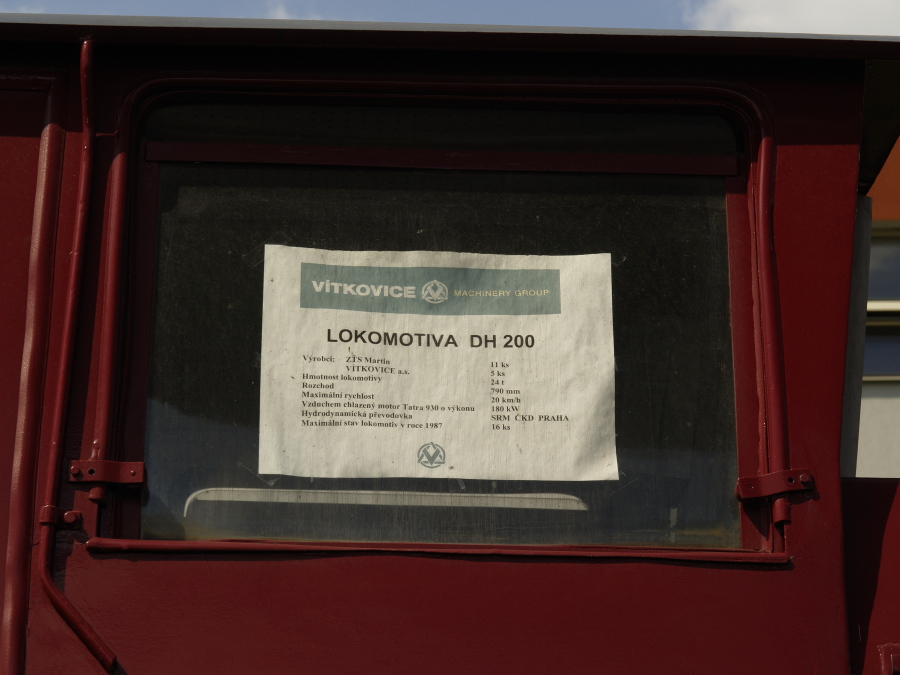 VÍTKOVICE MACHINERY GROUP
LOKOMOTIVA DH 200
Výrobci: ZŤS Martin 11 ks
VÍTKOVICE a.s. 5 ks
Hmotnost lokomotivy 24 t
Rozchod 790 mm
Maximální rychlost 20 km/h
Vzduchem chlazený motor Tatra 930 o výkonu 180 kW
Hydrodynamická převodovka SRM ČKD PRAHA
Maximální stav lokomotiv v roce 1987 16 ks